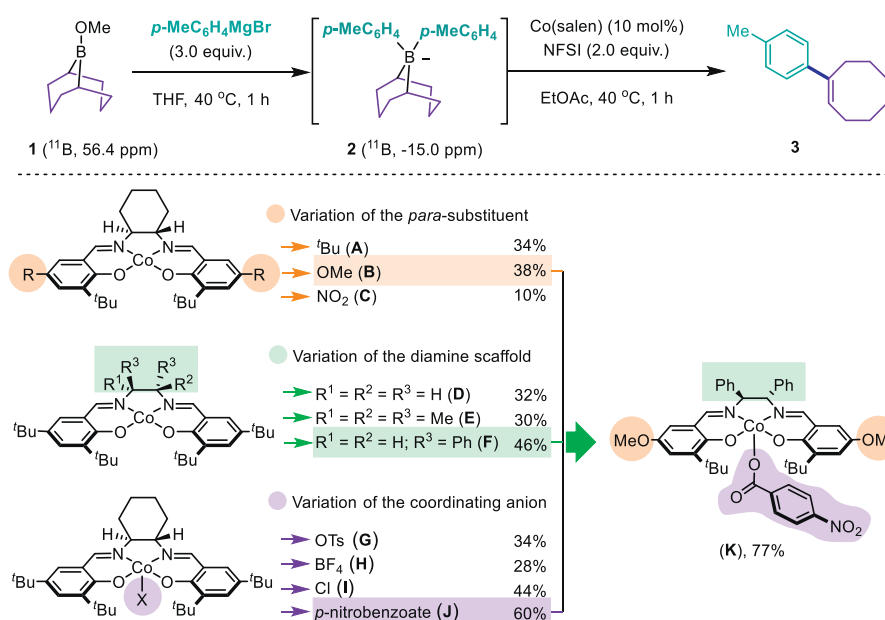 OMe
B
p-MeC6H4MgBr
(3.0 equiv.)
THF, 40 °C, 1 h
p-MeC6H4 p-MeC6H4
B −
Co(salen) (10 mol%)
NFSI (2.0 equiv.)
EtOAc, 40 °C, 1 h
Me
1 (¹¹B, 56.4 ppm)
2 (¹¹B, -15.0 ppm)
3
Variation of the para-substituent
H H
N N
Co
R O O R
ᵗBu ᵗBu
ᵗBu (A) 34%
OMe (B) 38%
NO2 (C) 10%
Variation of the diamine scaffold
R³ R³
R¹ R²
N N
Co
ᵗBu O O ᵗBu
ᵗBu ᵗBu
R¹ = R² = R³ = H (D) 32%
R¹ = R² = R³ = Me (E) 30%
R¹ = R² = H; R³ = Ph (F) 46%
Variation of the coordinating anion
H H
N N
Co
ᵗBu O O ᵗBu
X
ᵗBu ᵗBu
OTs (G) 34%
BF4 (H) 28%
Cl (I) 44%
p-nitrobenzoate (J) 60%
Ph Ph
N N
Co
MeO O O OM
ᵗBu ᵗBu
O
O
NO2
(K), 77%